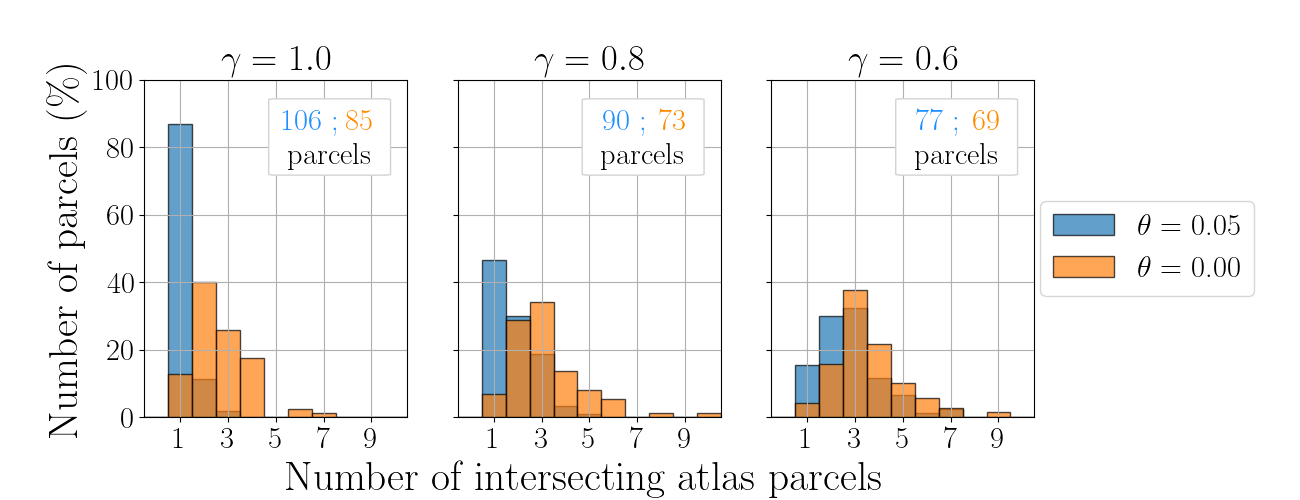 γ = 1.0
γ = 0.8
γ = 0.6
Number of parcels (%)
100
80
60
40
20
0
106 ; 85
parcels
90 ; 73
parcels
77 ; 69
parcels
θ = 0.05
θ = 0.00
1 3 5 7 9
1 3 5 7 9
1 3 5 7 9
Number of intersecting atlas parcels